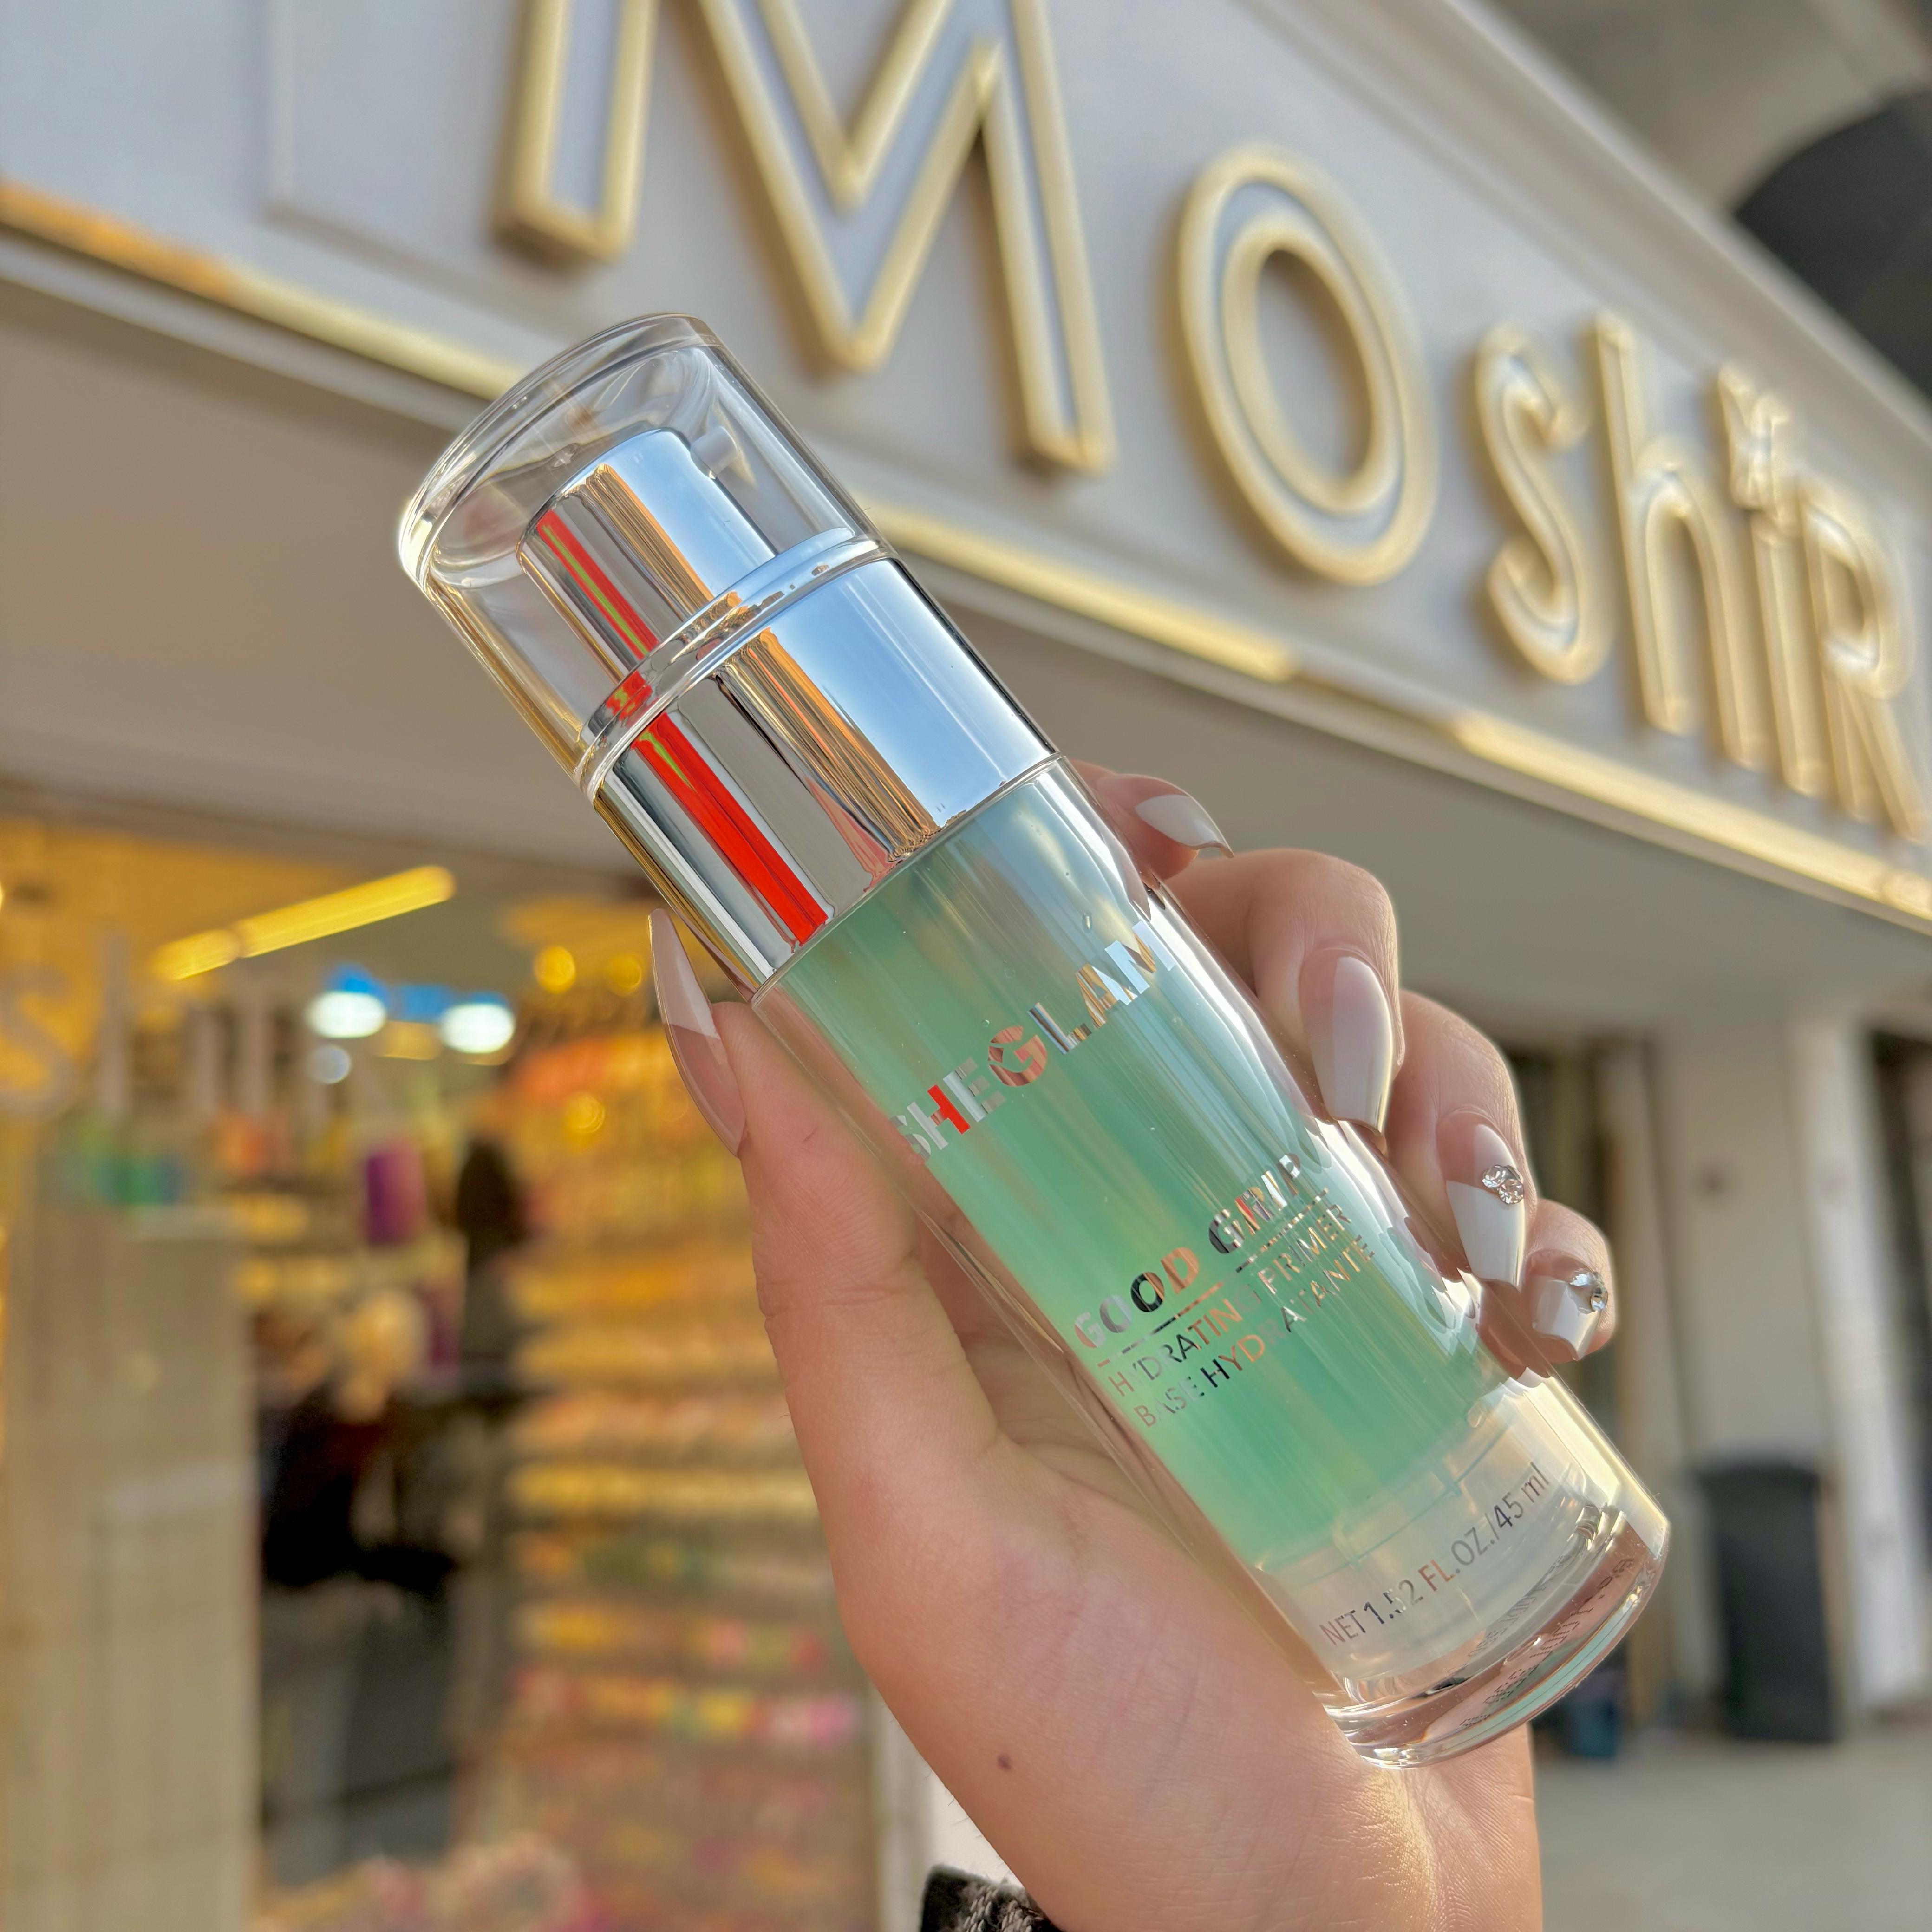 Moshir
SHEGLAM
GOOD GRIP
HYDRATING PRIMER
BASE HYDRATANTE
NET 1.52 FL.OZ./45 ml